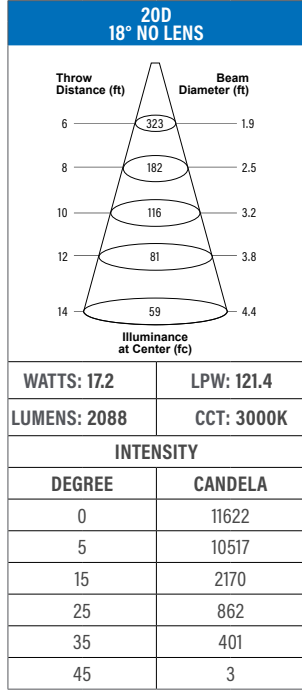 20D
18° NO LENS
Throw Beam
Distance (ft) Diameter (ft)
6 323 1.9
8 182 2.5
10 116 3.2
12 81 3.8
14 59 4.4
Illuminance
at Center (fc)
WATTS: 17.2 LPW: 121.4
LUMENS: 2088 CCT: 3000K
INTENSITY
DEGREE CANDELA
0 11622
5 10517
15 2170
25 862
35 401
45 3